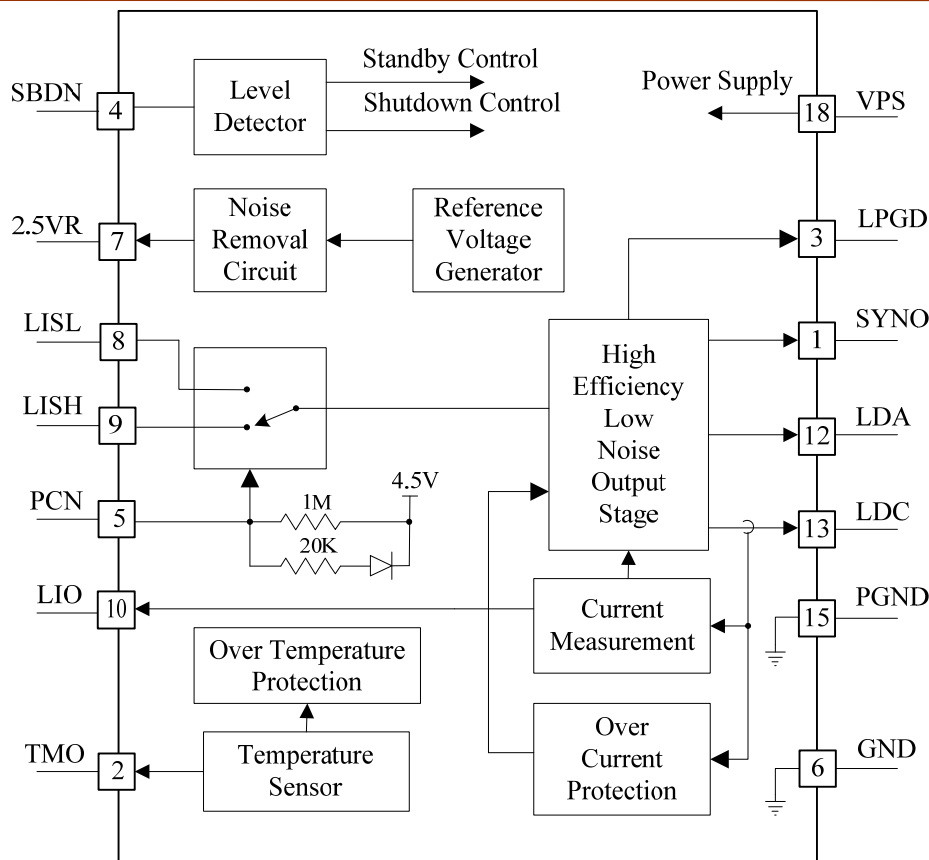 SBDN
4
Level
Detector
Standby Control
Shutdown Control
Power Supply
18
VPS
2.5VR
7
Noise
Removal
Circuit
Reference
Voltage
Generator
3
LPGD
LISL
8
LISH
9
High
Efficiency
Low
Noise
Output
Stage
1
SYNO
12
LDA
PCN
5
1M
20K
4.5V
13
LDC
LIO
10
Current
Measurement
15
PGND
Over Temperature
Protection
TMO
2
Temperature
Sensor
Over
Current
Protection
6
GND